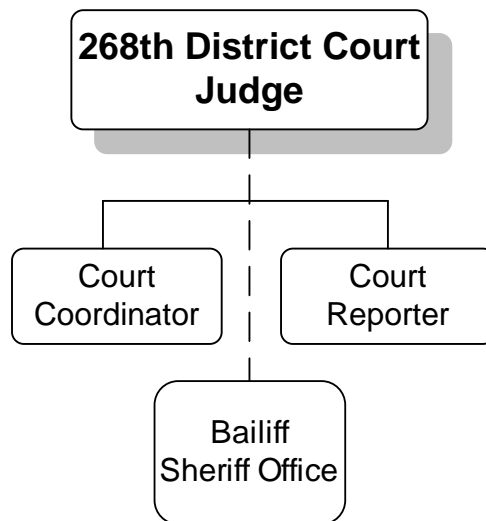 268th District Court
Judge
Court
Coordinator
Court
Reporter
Bailiff
Sheriff Office